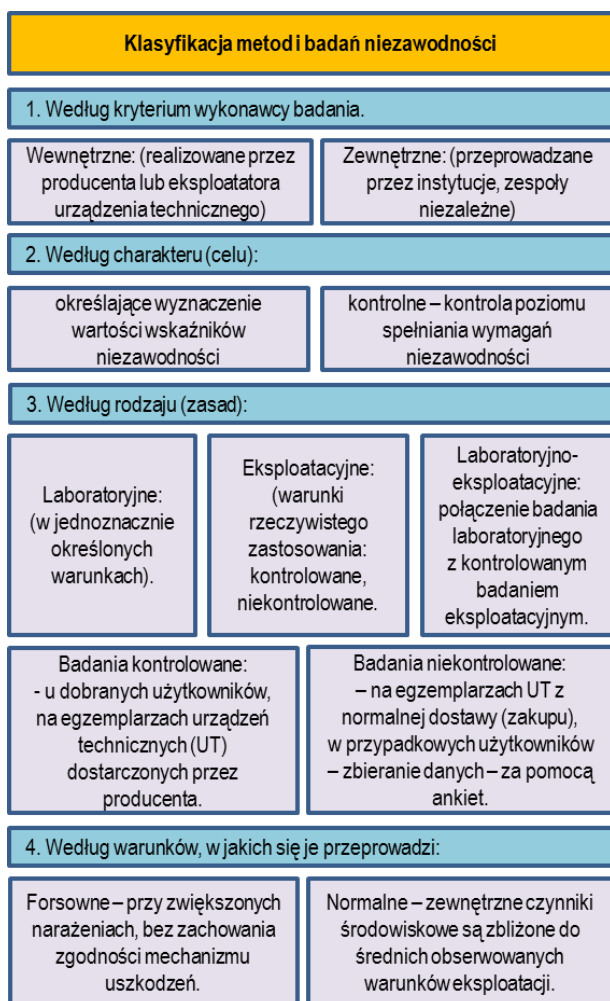 Klasyfikacja metod i badań niezawodności
1. Według kryterium wykonawcy badania.
Wewnętrzne: (realizowane przez
producenta lub eksploatatora
urządzenia technicznego)
Zewnętrzne: (przeprowadzane
przez instytucje, zespoły
niezależne)
2. Według charakteru (celu):
określające wyznaczenie
wartości wskaźników
niezawodności
kontrolne – kontrola poziomu
spełniania wymagań
niezawodności
3. Według rodzaju (zasad):
Laboratoryjne:
(w jednoznacznie
określonych
warunkach).
Eksploatacyjne:
(warunki
rzeczywistego
zastosowania:
kontrolowane,
niekontrolowane.
Laboratoryjno-
eksploatacyjne:
połączenie badania
laboratoryjnego
z kontrolowanym
badaniem
eksploatacyjnym.
Badania kontrolowane:
- u dobranych użytkowników,
na egzemplarzach urządzeń
technicznych (UT)
dostarczonych przez
producenta.
Badania niekontrolowane:
– na egzemplarzach UT z
normalnej dostawy (zakupu),
w przypadkowych użytkowników
– zbieranie danych – za pomocą
ankiet.
4. Według warunków, w jakich się je przeprowadzi:
Forsowne – przy zwiększonych
narażeniach, bez zachowania
zgodności mechanizmu
uszkodzeń.
Normalne – zewnętrzne czynniki
środowiskowe są zbliżone do
średnich obserwowanych
warunków eksploatacji.